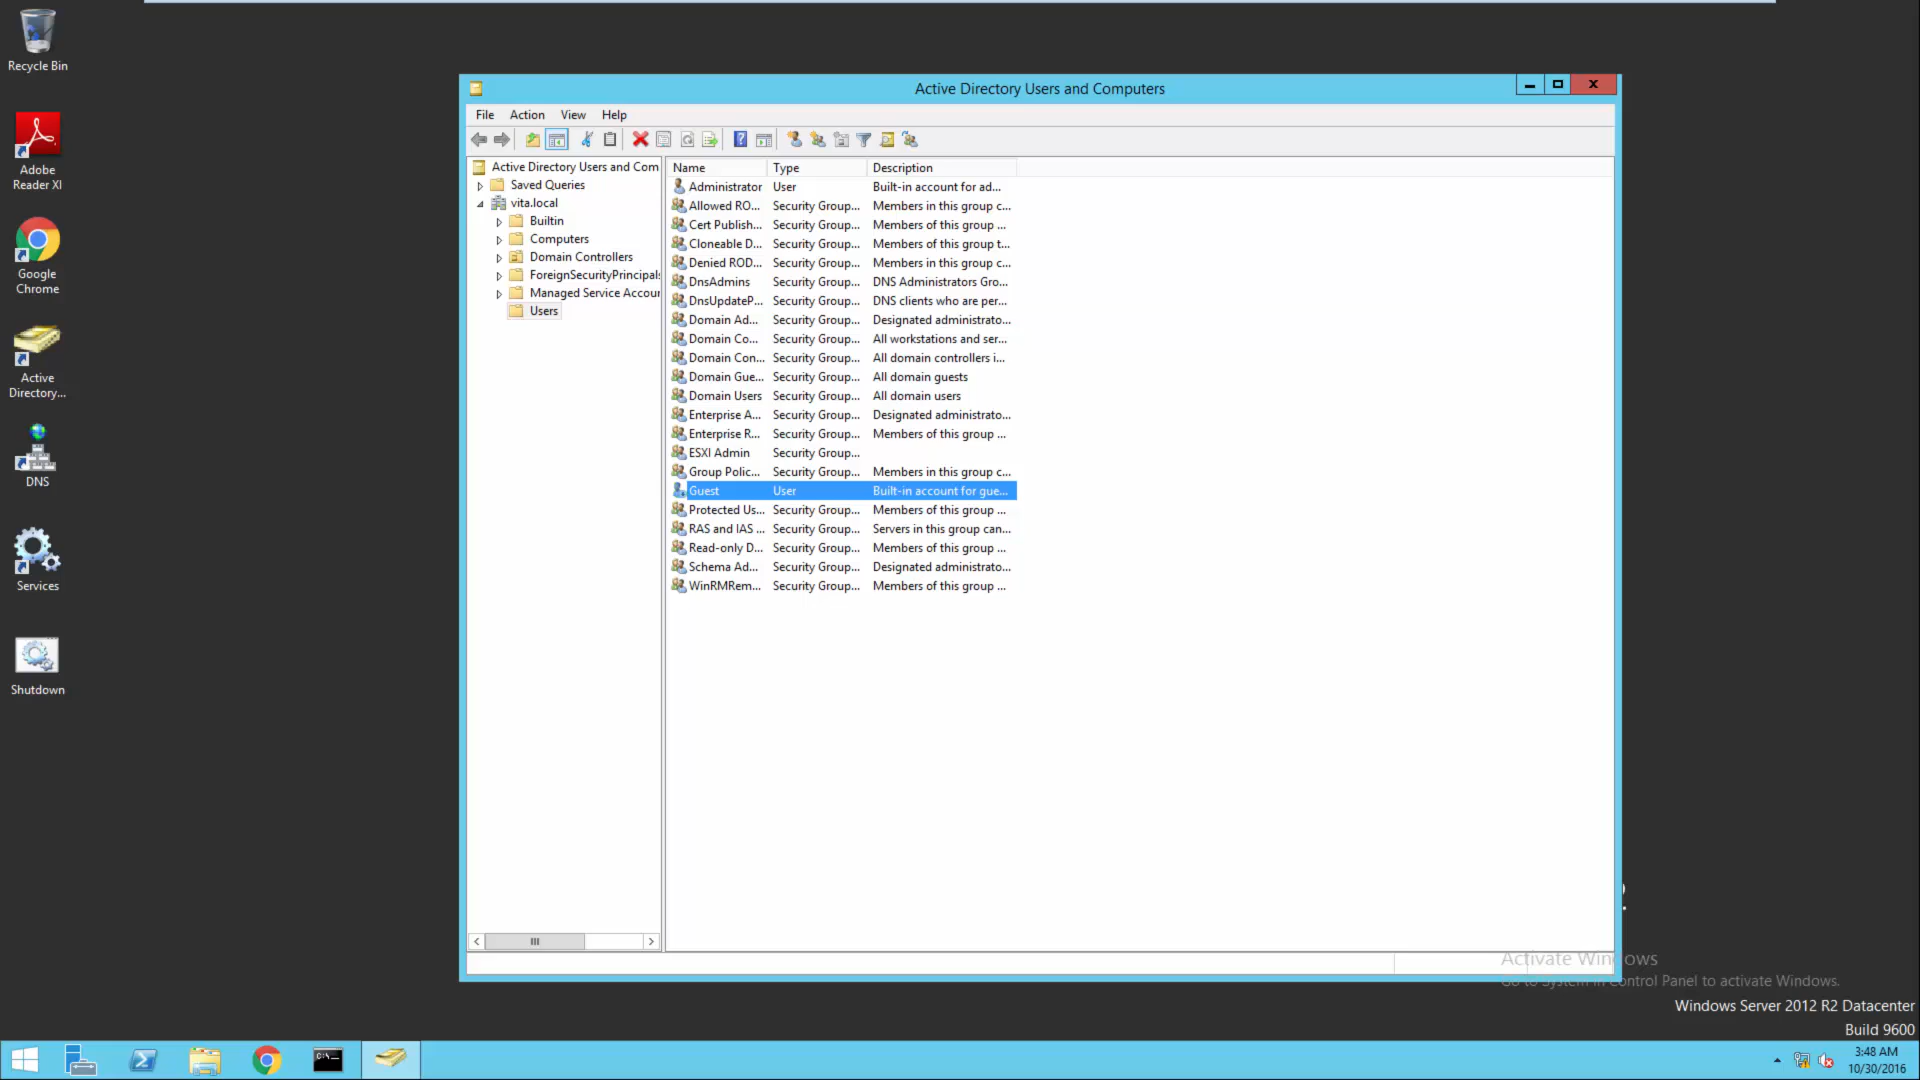 Recycle Bin
Adobe
Reader XI
Google
Chrome
Active
Directory...
DNS
Services
Shutdown
Active Directory Users and Computers
File Action View Help
Active Directory Users and Com
Saved Queries
vita.local
Builtin
Computers
Domain Controllers
ForeignSecurityPrincipals
Managed Service Accour
Users
Name Type Description
Administrator User Built-in account for ad...
Allowed RO... Security Group... Members in this group c...
Cert Publish... Security Group... Members of this group ...
Cloneable D... Security Group... Members of this group t...
Denied ROD... Security Group... Members in this group c...
DnsAdmins Security Group... DNS Administrators Gro...
DnsUpdateP... Security Group... DNS clients who are per...
Domain Ad... Security Group... Designated administrato...
Domain Co... Security Group... All workstations and ser...
Domain Con... Security Group... All domain controllers i...
Domain Gue... Security Group... All domain guests
Domain Users Security Group... All domain users
Enterprise A... Security Group... Designated administrato...
Enterprise R... Security Group... Members of this group ...
ESXI Admin Security Group...
Group Polic... Security Group... Members in this group c...
Guest User Built-in account for gue...
Protected Us... Security Group... Members of this group ...
RAS and IAS ... Security Group... Servers in this group can...
Read-only D... Security Group... Members of this group ...
Schema Ad... Security Group... Designated administrato...
WinRMRem... Security Group... Members of this group ...
Activate Windows
Go to System in Control Panel to activate Windows.
Windows Server 2012 R2 Datacenter
Build 9600
C:\_
3:48 AM
10/30/2016